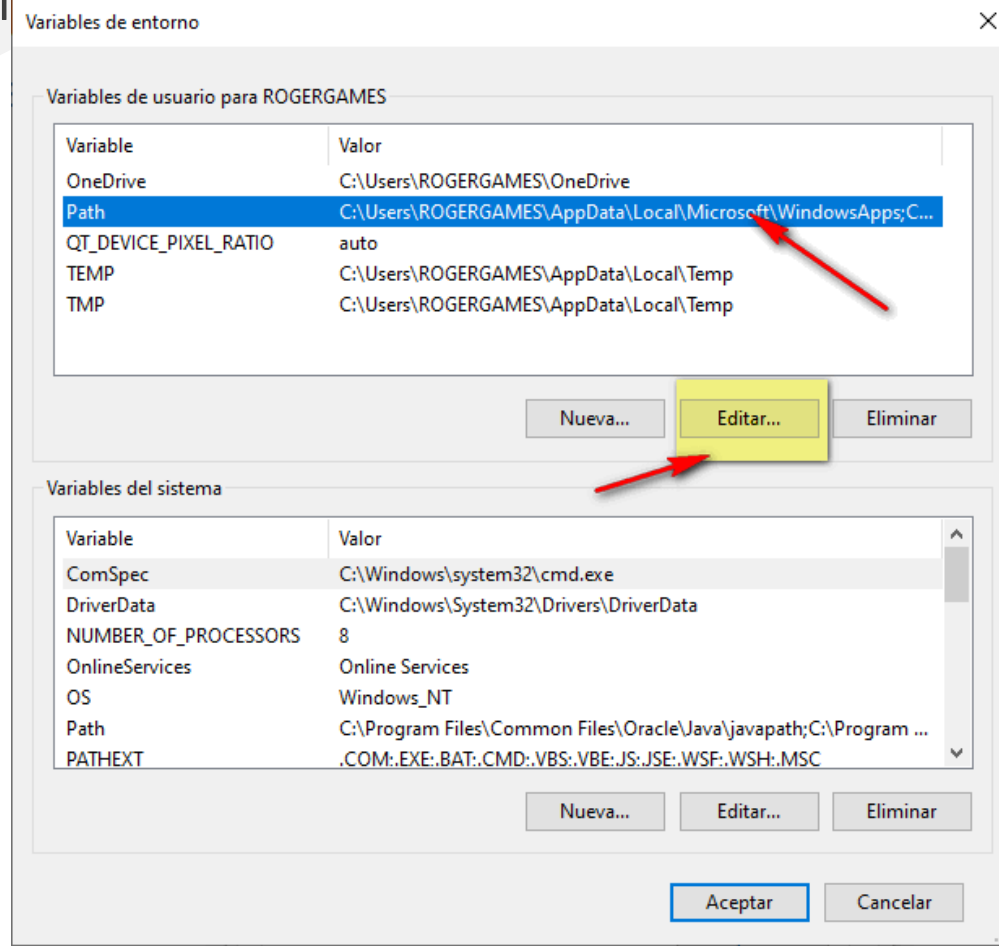 Variables de entorno
Variables de usuario para ROGERGAMES
Variable Valor
OneDrive C:\Users\ROGERGAMES\OneDrive
Path C:\Users\ROGERGAMES\AppData\Local\Microsoft\WindowsApps;C...
QT_DEVICE_PIXEL_RATIO auto
TEMP C:\Users\ROGERGAMES\AppData\Local\Temp
TMP C:\Users\ROGERGAMES\AppData\Local\Temp
Nueva... Editar... Eliminar
Variables del sistema
Variable Valor
ComSpec C:\Windows\system32\cmd.exe
DriverData C:\Windows\System32\Drivers\DriverData
NUMBER_OF_PROCESSORS 8
OnlineServices Online Services
OS Windows_NT
Path C:\Program Files\Common Files\Oracle\Java\javapath;C:\Program ...
PATHEXT .COM;.EXE;.BAT;.CMD;.VBS;.VBE;.JS;.JSE;.WSF;.WSH;.MSC
Nueva... Editar... Eliminar
Aceptar Cancelar